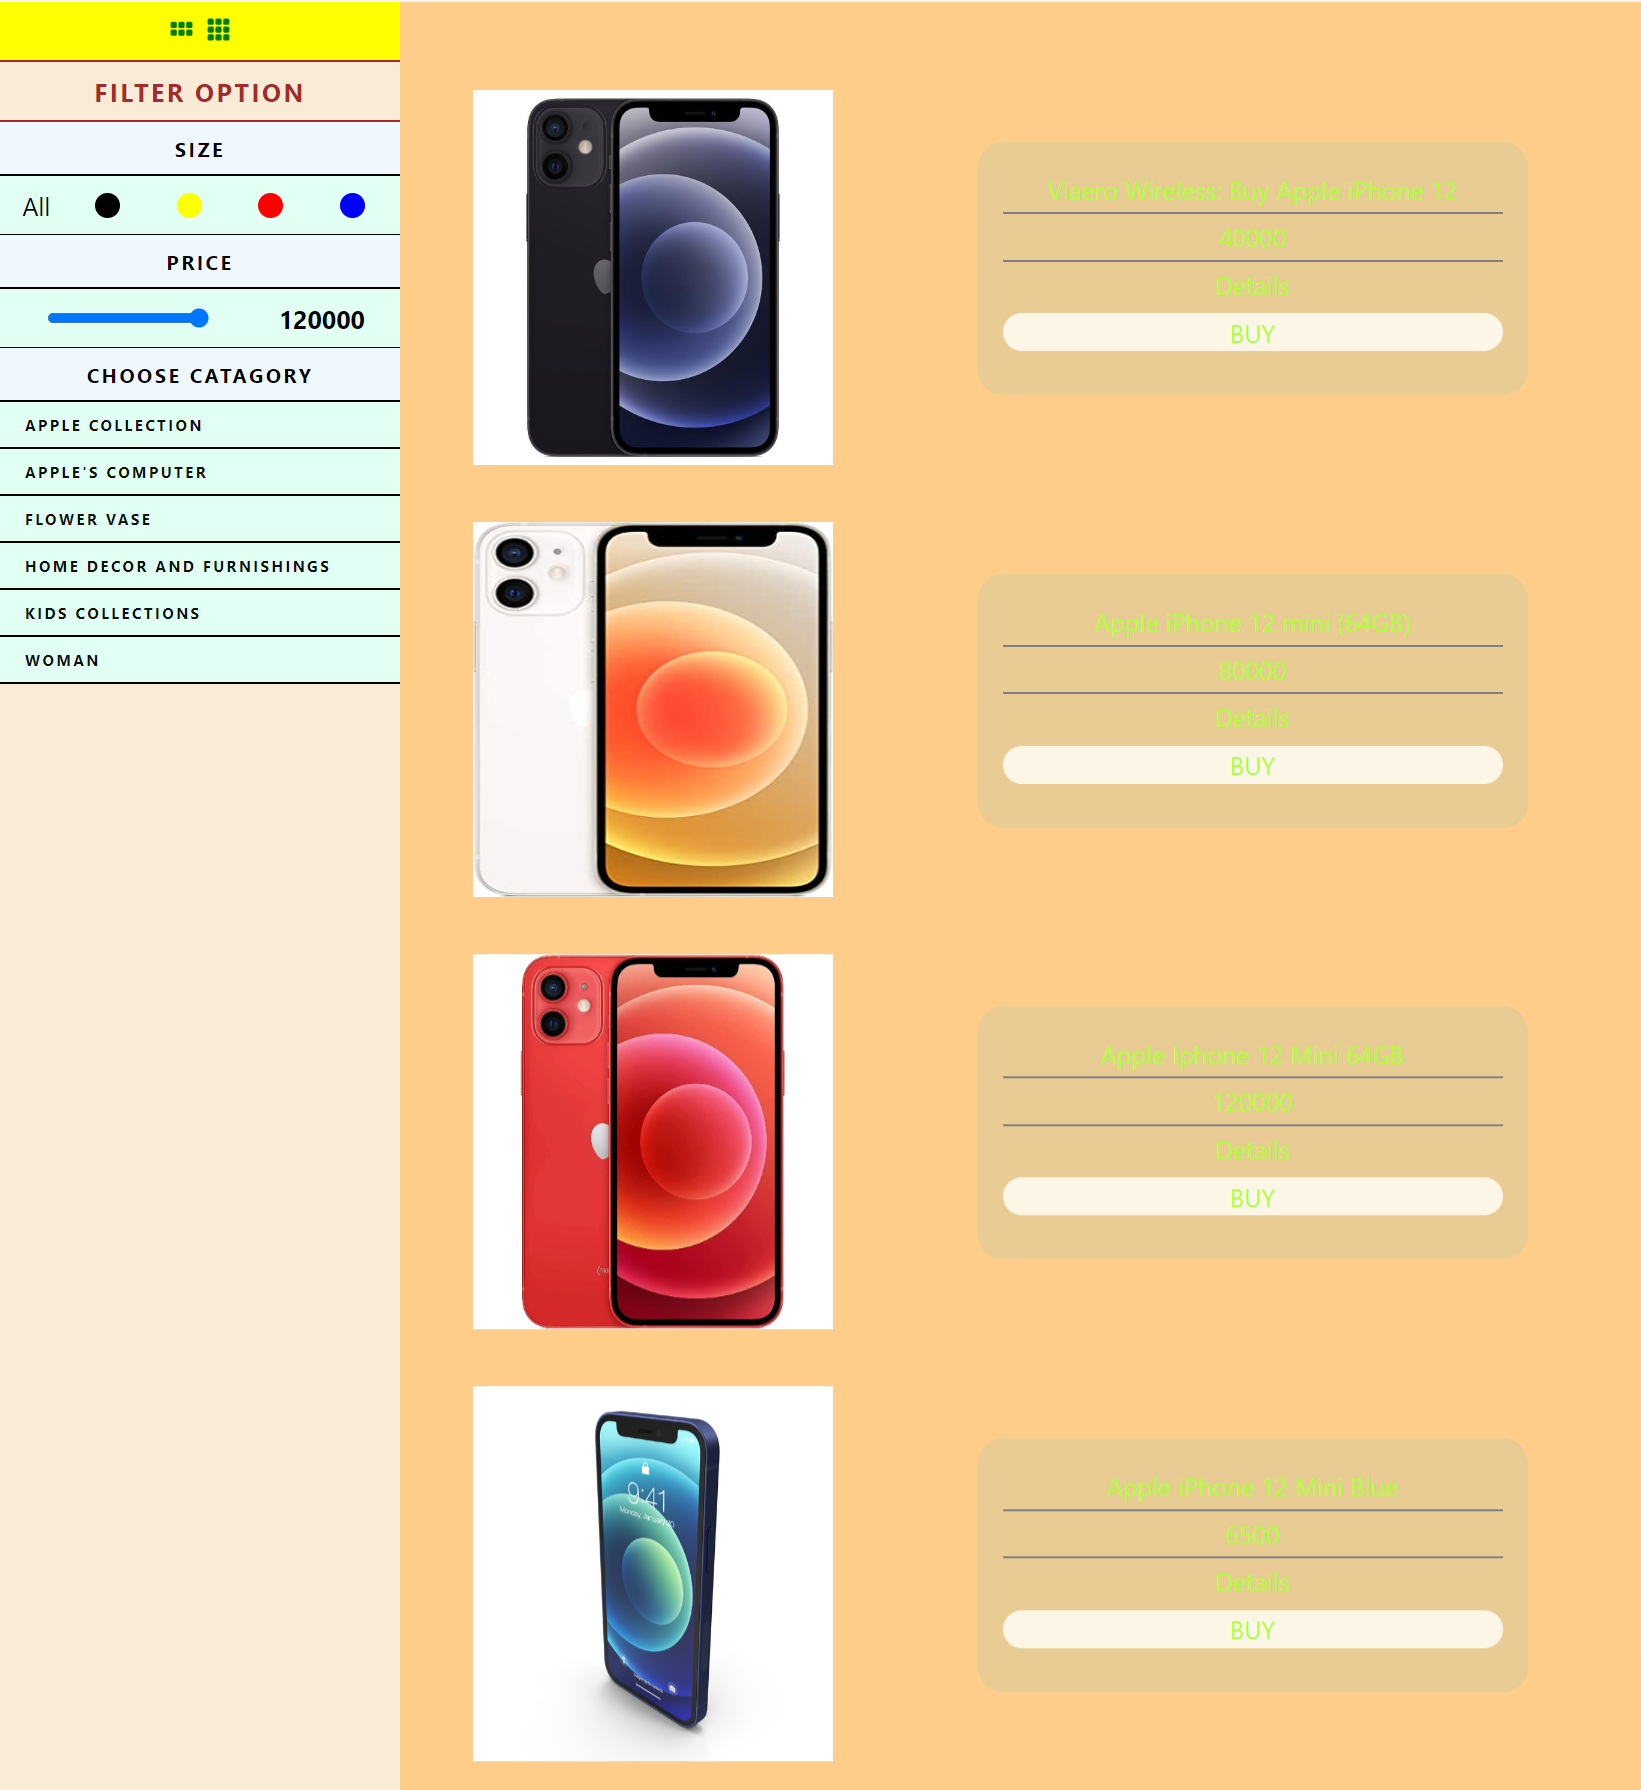 FILTER OPTION
SIZE
All
PRICE
120000
CHOOSE CATAGORY
APPLE COLLECTION
APPLE'S COMPUTER
FLOWER VASE
HOME DECOR AND FURNISHINGS
KIDS COLLECTIONS
WOMAN
Viaero Wireless: Buy Apple iPhone 12
40000
Details
BUY
Apple iPhone 12 mini (64GB)
80000
Details
BUY
Apple Iphone 12 Mini 64GB
120000
Details
BUY
9:41
Apple iPhone 12 Mini Blue
6500
Details
BUY